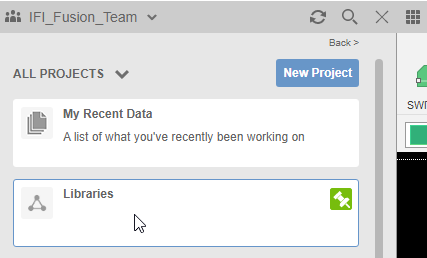 IFI_Fusion_Team
Back >
ALL PROJECTS
New Project
My Recent Data
A list of what you've recently been working on
Libraries